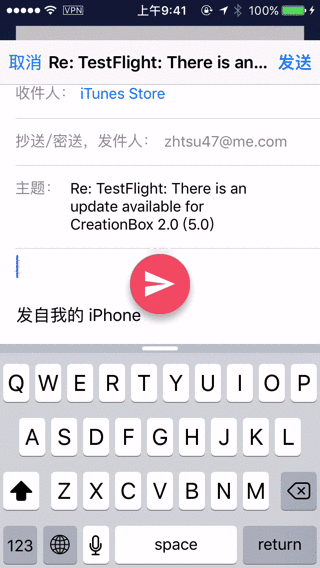 VPN 上午9:41 100%
取消 Re: TestFlight: There is an... 发送
收件人： iTunes Store
抄送/密送，发件人： zhtsu47@me.com
主题： Re: TestFlight: There is an
update available for
CreationBox 2.0 (5.0)
发自我的 iPhone
Q W E R T Y U I O P
A S D F G H J K L
Z X C V B N M
123 space return